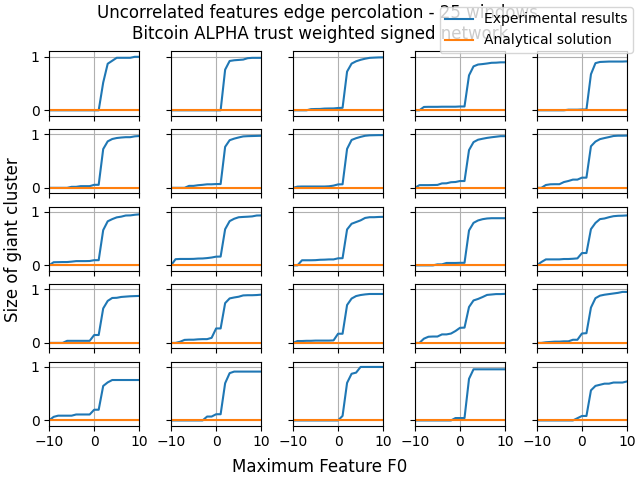 Uncorrelated features edge percolation - 25 windows
Bitcoin ALPHA trust weighted signed network
Experimental results
Analytical solution
Size of giant cluster
1
0
1
0
1
0
1
0
1
0
−10 0 10 −10 0 10 −10 0 10 −10 0 10 −10 0 10
Maximum Feature F0